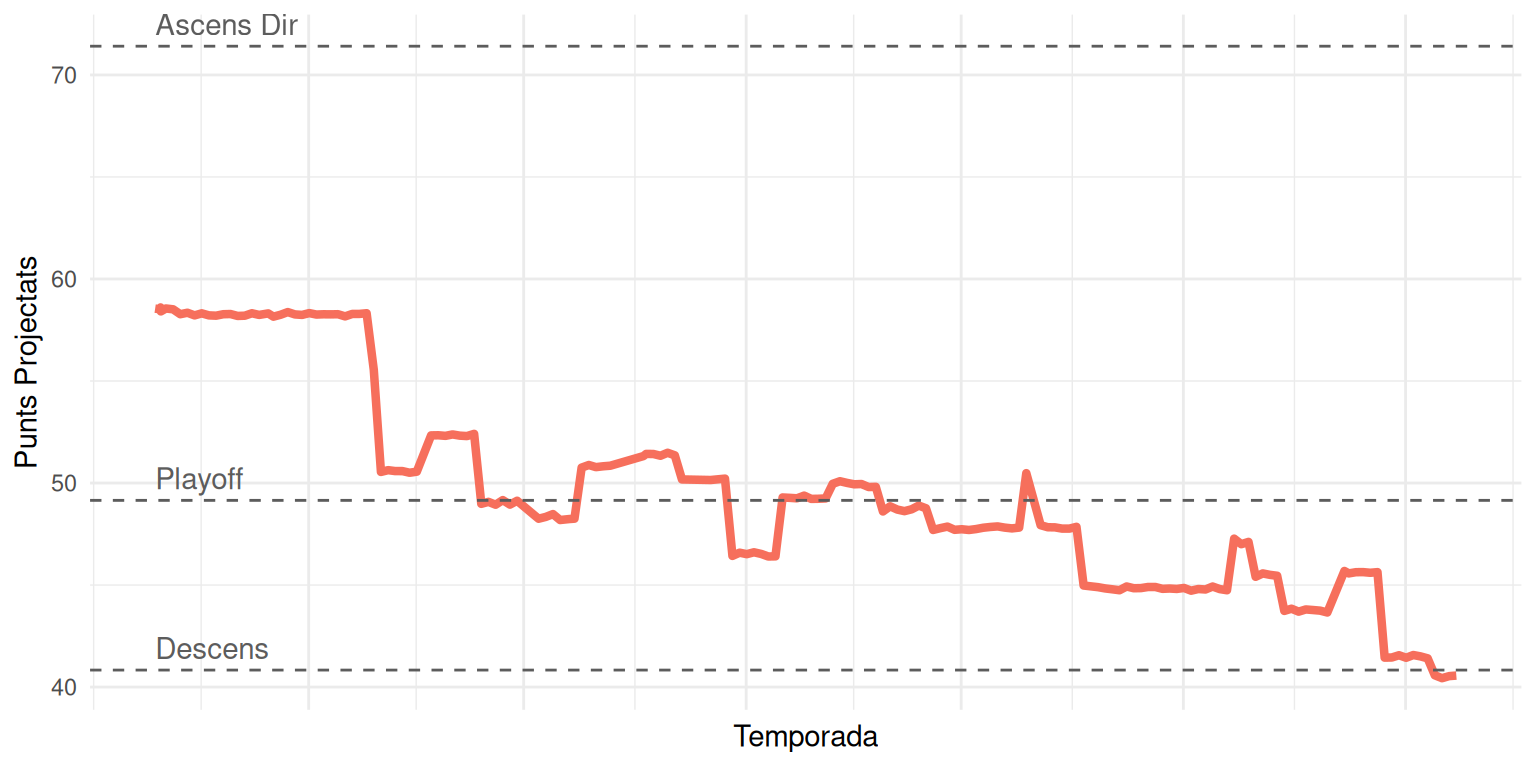 Ascens Dir
70
60
Punts Projectats
Playoff
50
Descens
40
Temporada